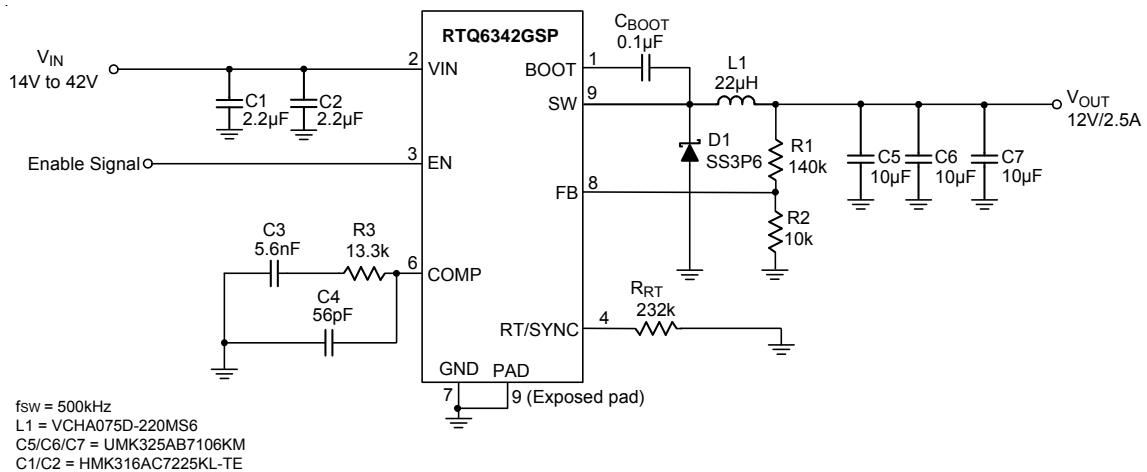 RTQ6342GSP
VIN
14V to 42V
2
VIN
C1
2.2µF
C2
2.2µF
Enable Signal
3
EN
C3
5.6nF
R3
13.3k
6
COMP
C4
56pF
BOOT
1
CBOOT
0.1µF
SW
9
L1
22µH
VOUT
12V/2.5A
D1
SS3P6
R1
140k
C5
10µF
C6
10µF
C7
10µF
FB
8
R2
10k
RRT
232k
RT/SYNC
4
GND
PAD
7
9 (Exposed pad)
fsw = 500kHz
L1 = VCHA075D-220MS6
C5/C6/C7 = UMK325AB7106KM
C1/C2 = HMK316AC7225KL-TE